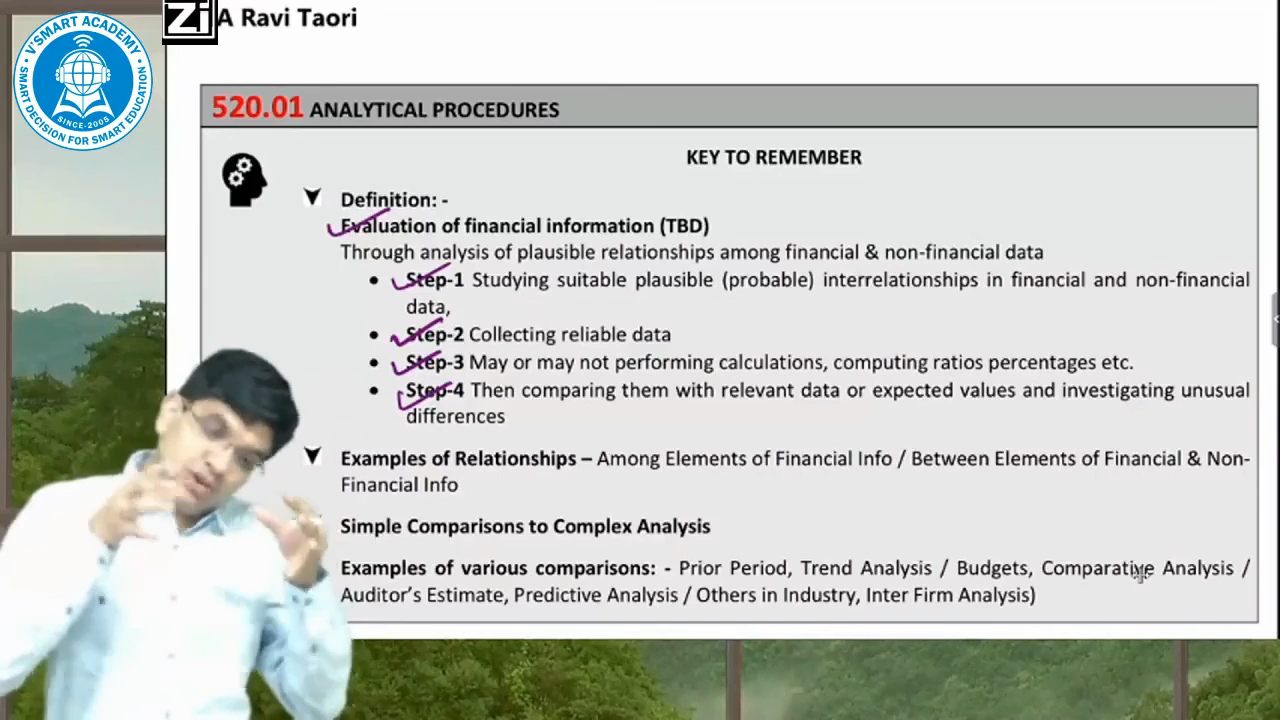 V'SMART ACADEMY
SMART DECISION FOR SMART EDUCATION
SINCE-2005
A Ravi Taori
520.01 ANALYTICAL PROCEDURES
KEY TO REMEMBER
Definition: -
Evaluation of financial information (TBD)
Through analysis of plausible relationships among financial & non-financial data
• Step-1 Studying suitable plausible (probable) interrelationships in financial and non-financial
data,
• Step-2 Collecting reliable data
• Step-3 May or may not performing calculations, computing ratios percentages etc.
• Step-4 Then comparing them with relevant data or expected values and investigating unusual
differences
Examples of Relationships – Among Elements of Financial Info / Between Elements of Financial & Non-
Financial Info
Simple Comparisons to Complex Analysis
Examples of various comparisons: - Prior Period, Trend Analysis / Budgets, Comparative Analysis /
Auditor's Estimate, Predictive Analysis / Others in Industry, Inter Firm Analysis)